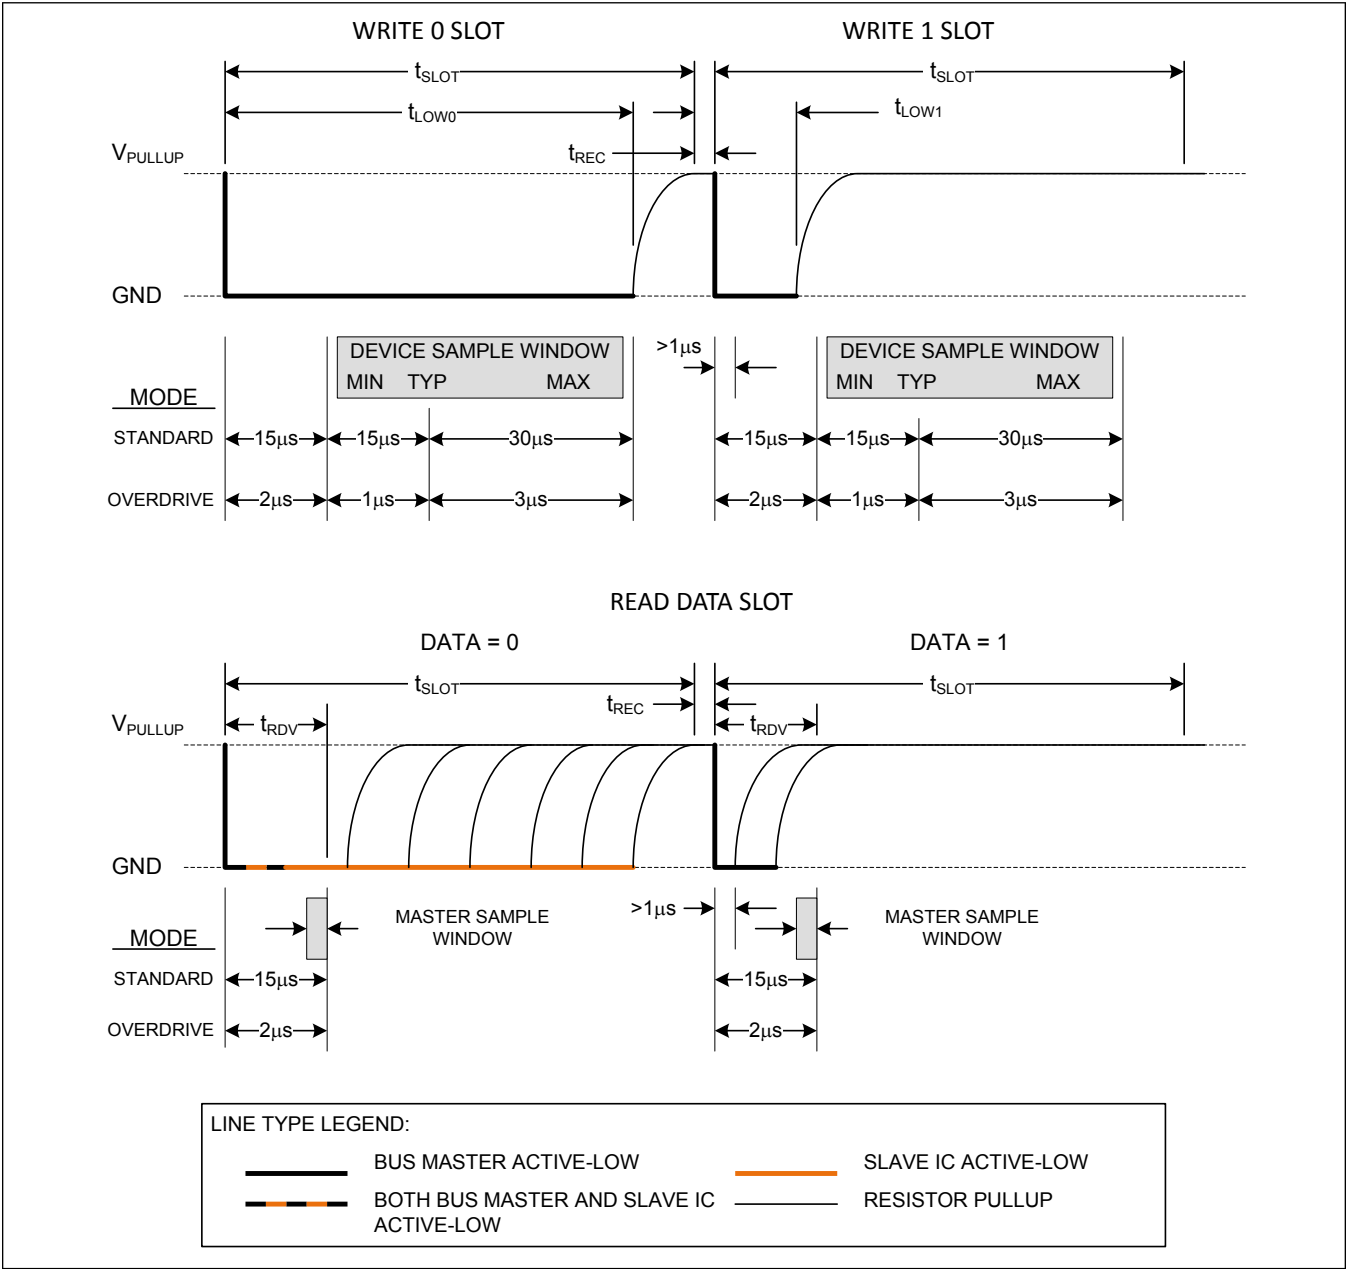 WRITE 0 SLOT
WRITE 1 SLOT
tSLOT
tSLOT
tLOW0
tLOW1
VPULLUP
tREC
GND
DEVICE SAMPLE WINDOW
MIN TYP MAX
>1μs
DEVICE SAMPLE WINDOW
MIN TYP MAX
MODE
STANDARD 15μs 15μs 30μs 15μs 15μs 30μs
OVERDRIVE 2μs 1μs 3μs 2μs 1μs 3μs
READ DATA SLOT
DATA = 0
DATA = 1
tSLOT
tSLOT
tREC
VPULLUP
tRDV
tRDV
GND
MASTER SAMPLE
WINDOW
>1μs
MASTER SAMPLE
WINDOW
MODE
STANDARD 15μs 15μs
OVERDRIVE 2μs 2μs
LINE TYPE LEGEND:
BUS MASTER ACTIVE-LOW
SLAVE IC ACTIVE-LOW
BOTH BUS MASTER AND SLAVE IC
ACTIVE-LOW
RESISTOR PULLUP